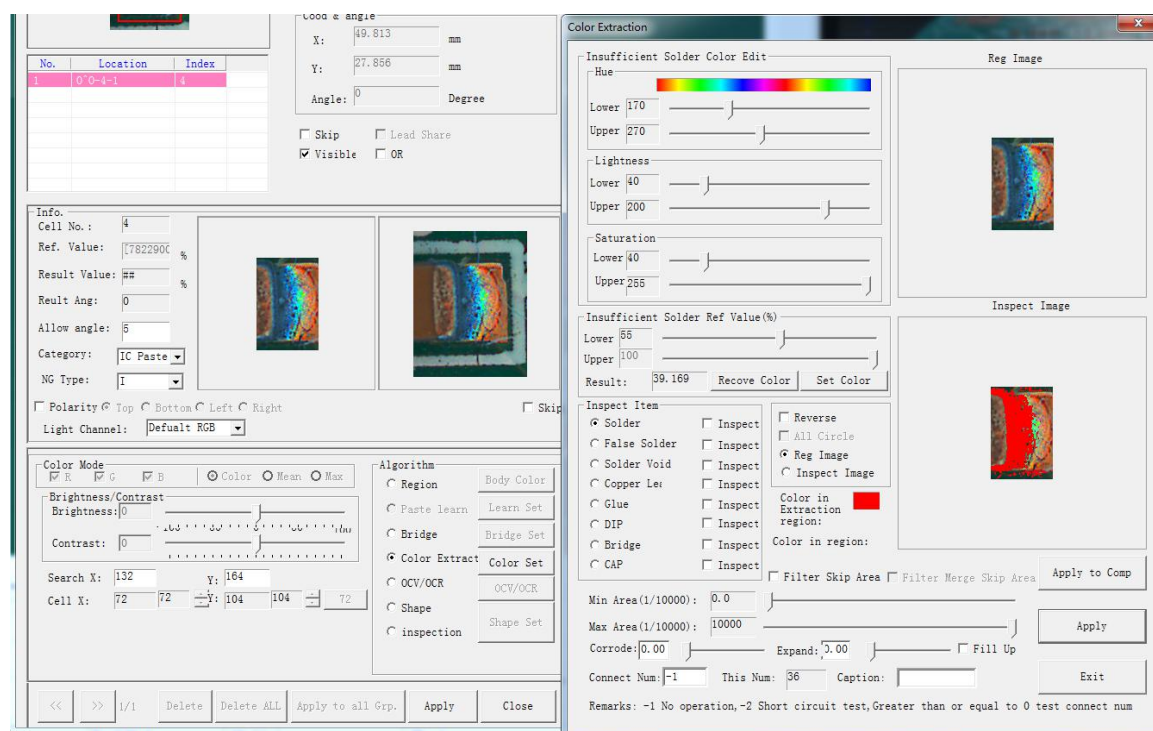 Cood & angle
X: 49.813 mm
Y: 27.856 mm
Angle: 0 Degree
No. Location Index
1 0^0-4-1 4
Skip Lead Share
Visible OR
Info.
Cell No.: 4
Ref. Value: [782290C %
Result Value: ## %
Reult Ang: 0
Allow angle: 5
Category: IC Paste
NG Type: I
Polarity Top Bottom Left Right Skip
Light Channel: Defualt RGB
Color Mode
R G B Color Mean Max
Brightness/Contrast
Brightness: 0
Contrast: 0
Search X: 132 Y: 164
Cell X: 72 72 Y: 104 104 72
Algorithm
Region Body Color
Paste learn Learn Set
Bridge Bridge Set
Color Extract Color Set
OCV/OCR OCV/OCR
Shape Shape Set
inspection
<< >> 1/1 Delete Delete ALL Apply to all Grp. Apply Close
Color Extraction
Insufficient Solder Color Edit
Hue
Lower 170
Upper 270
Lightness
Lower 40
Upper 200
Saturation
Lower 40
Upper 255
Insufficient Solder Ref Value(%)
Lower 55
Upper 100
Result: 39.169 Recove Color Set Color
Inspect Item
Solder Inspect
False Solder Inspect
Solder Void Inspect
Copper Lea Inspect
Glue Inspect
DIP Inspect
Bridge Inspect
CAP Inspect
Reverse
All Circle
Reg Image
Inspect Image
Color in
Extraction
region:
Color in region:
Reg Image
Inspect Image
Filter Skip Area Filter Merge Skip Area Apply to Comp
Min Area(1/10000): 0.0
Max Area(1/10000): 10000 Apply
Corrode: 0.00 Expand: 0.00 Fill Up
Connect Num: -1 This Num: 36 Caption: Exit
Remarks: -1 No operation,-2 Short circuit test,Greater than or equal to 0 test connect num